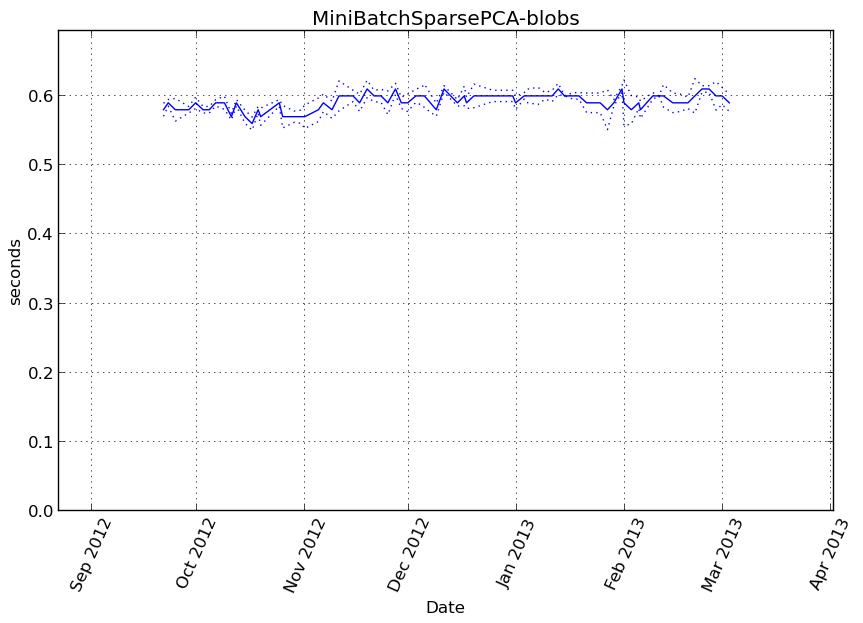 MiniBatchSparsePCA-blobs
0.6
0.5
0.4
0.3
0.2
0.1
0.0
seconds
Sep 2012
Oct 2012
Nov 2012
Dec 2012
Jan 2013
Feb 2013
Mar 2013
Apr 2013
Date